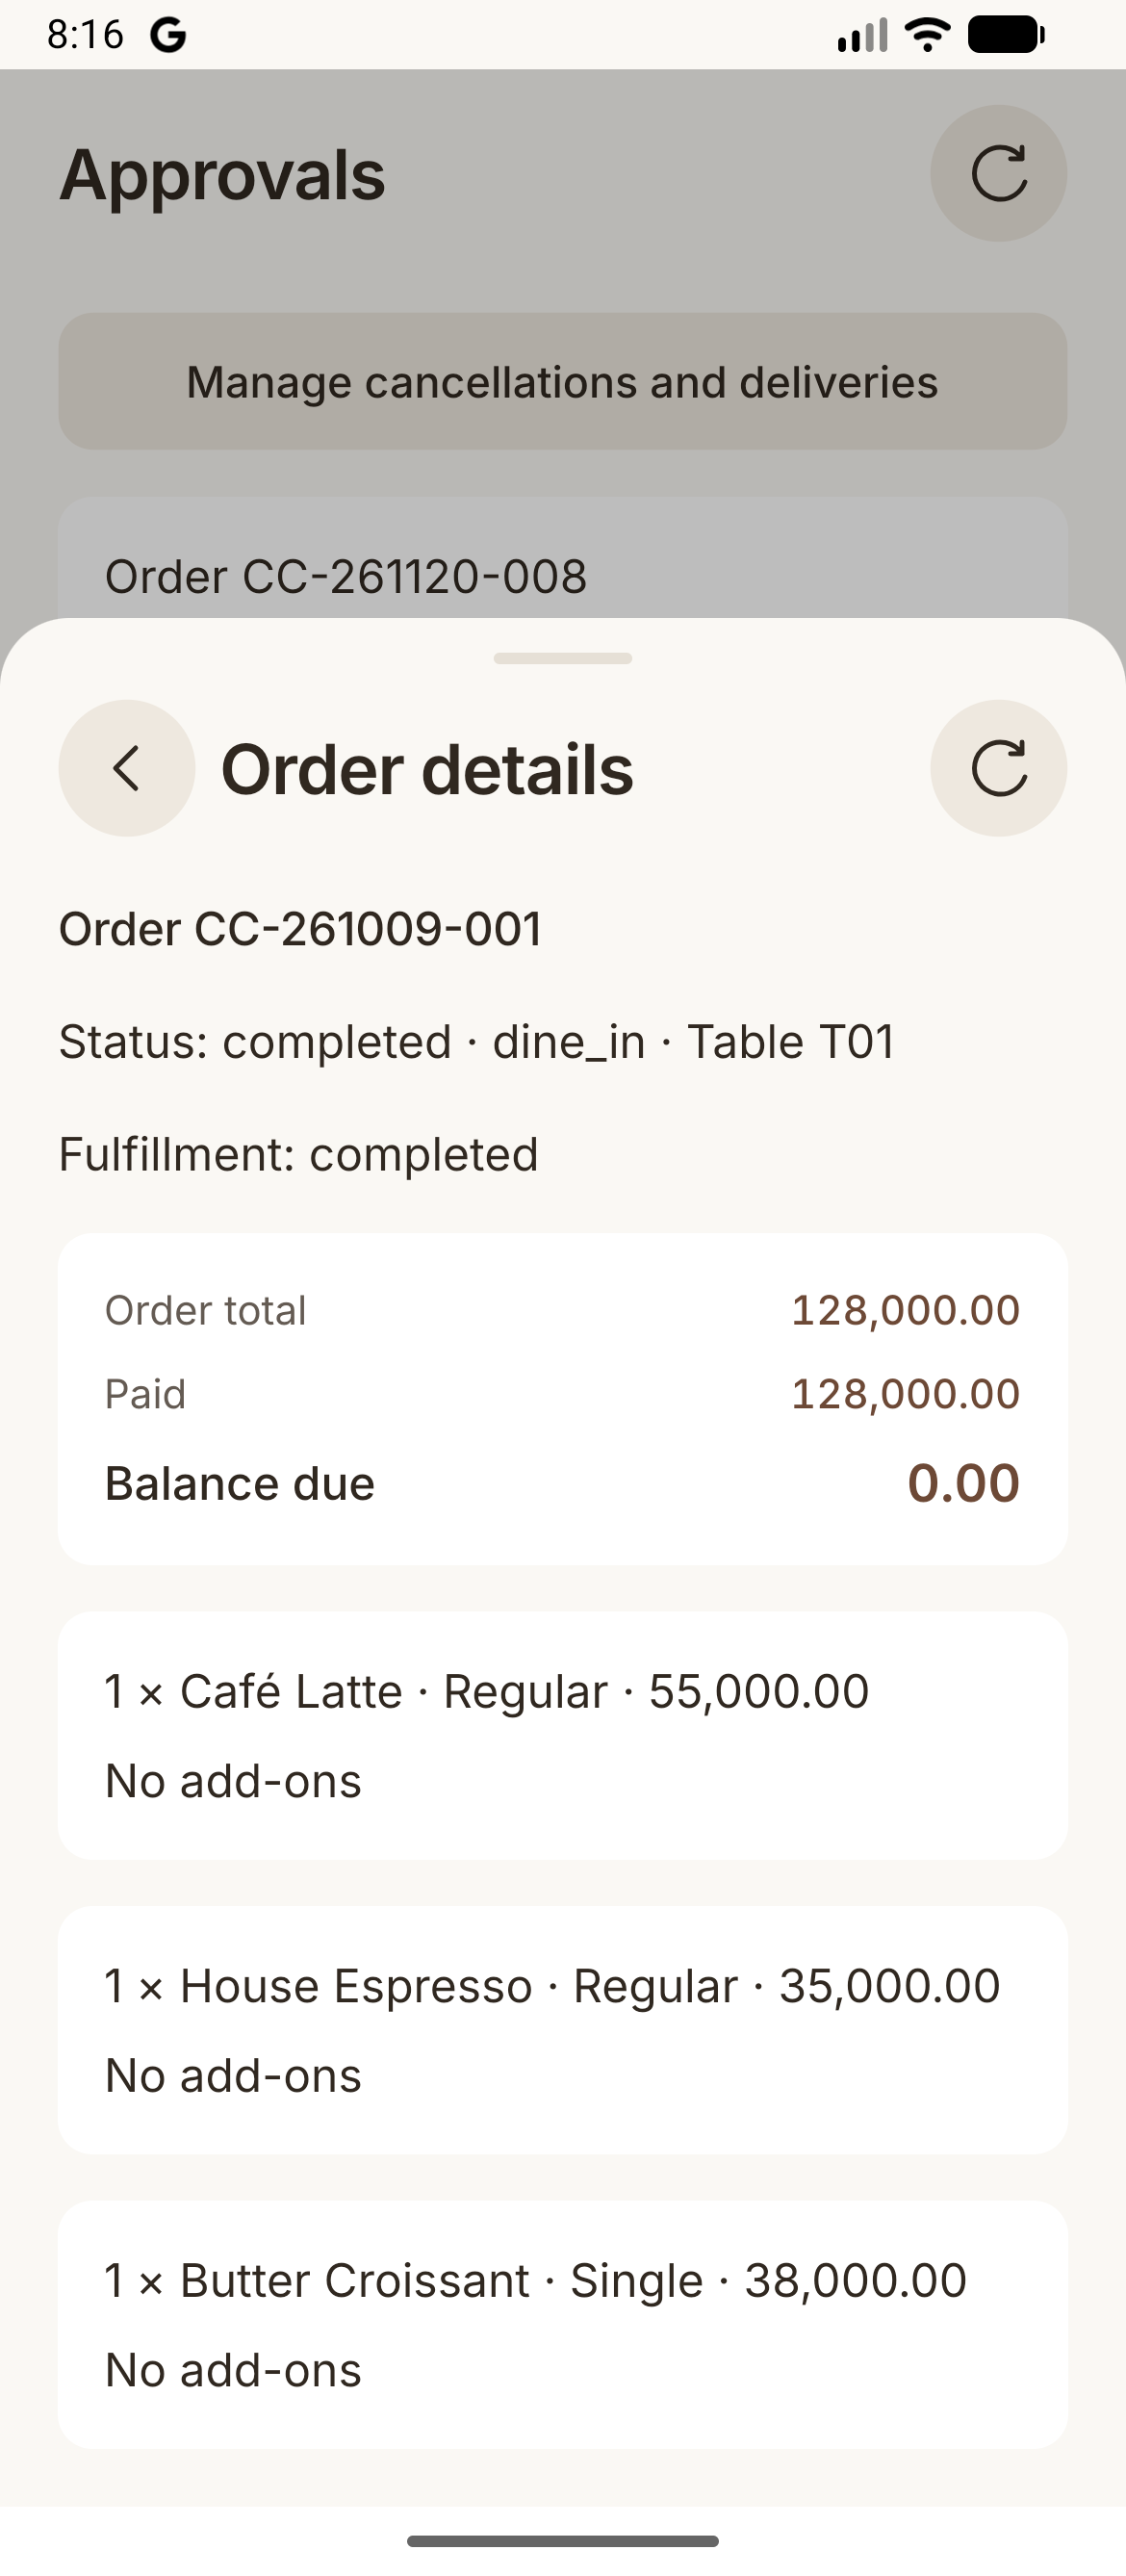 8:16
Approvals
Manage cancellations and deliveries
Order CC-261120-008
Order details
Order CC-261009-001
Status: completed · dine_in · Table T01
Fulfillment: completed
Order total 128,000.00
Paid 128,000.00
Balance due 0.00
1 × Café Latte · Regular · 55,000.00
No add-ons
1 × House Espresso · Regular · 35,000.00
No add-ons
1 × Butter Croissant · Single · 38,000.00
No add-ons